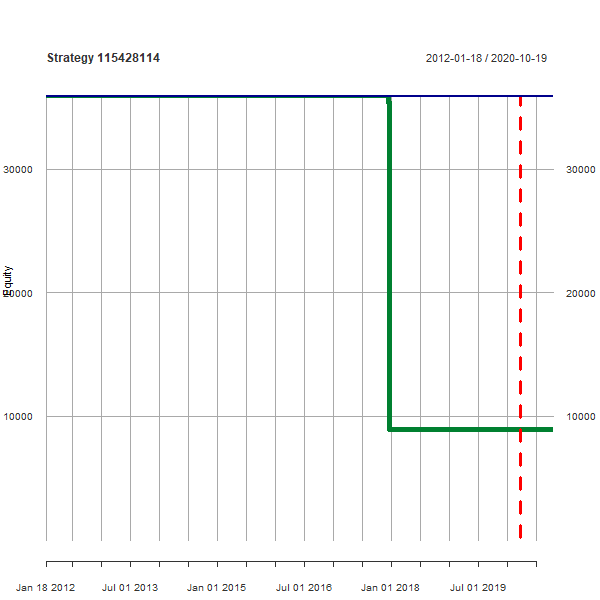 Strategy 115428114 2012-01-18 / 2020-10-19
30000 30000
Equity
20000 20000
10000 10000
Jan 18 2012 Jul 01 2013 Jan 01 2015 Jul 01 2016 Jan 01 2018 Jul 01 2019